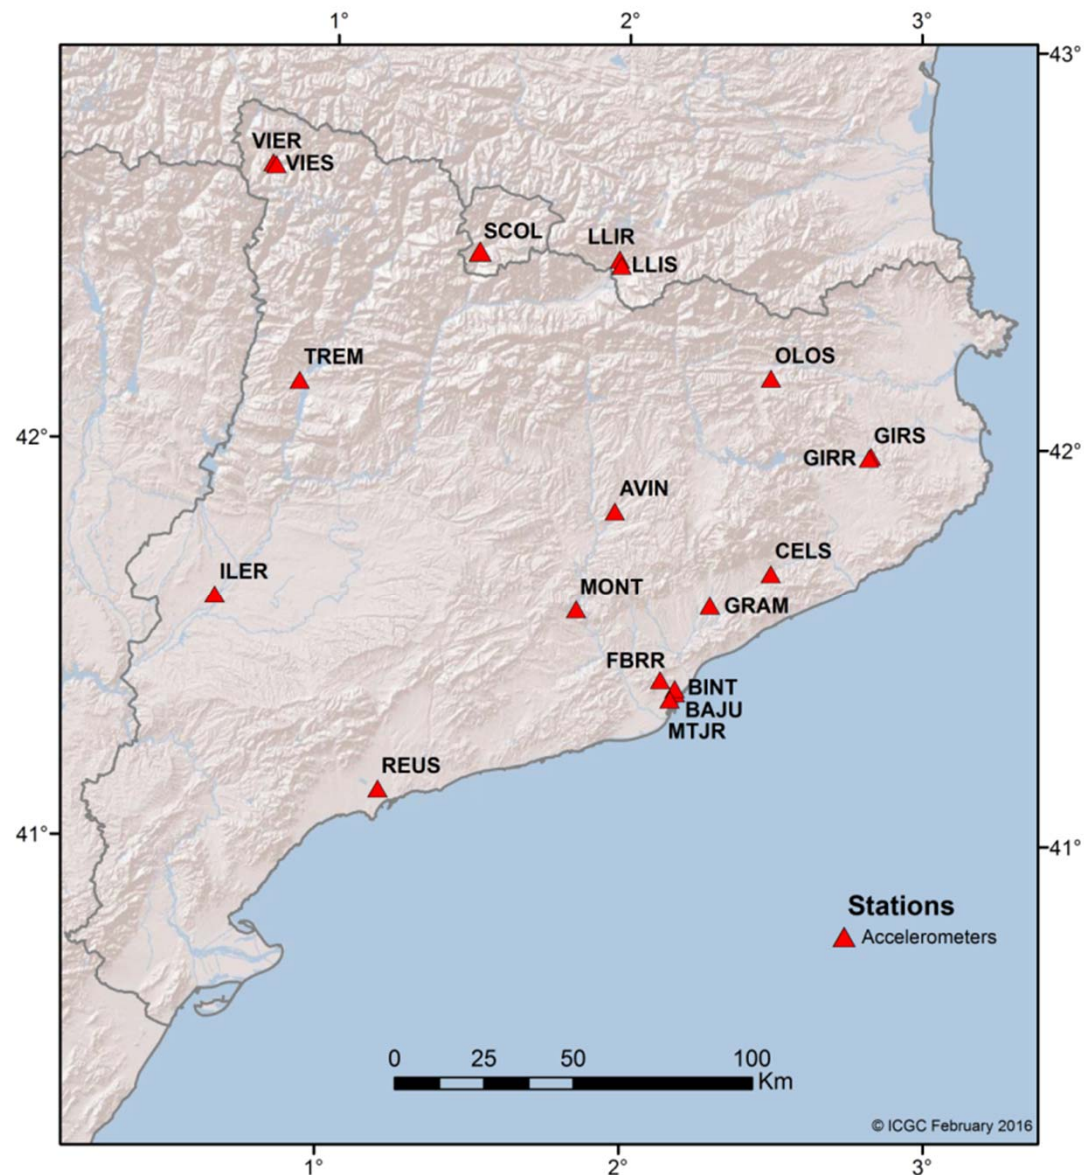 1° 2° 3°
43°
VIER
VIES
SCOL
LLIR
LLIS
TREM
OLOS
42° 42°
GIRS
GIRR
AVIN
CELS
ILER
MONT
GRAM
FBRR
BINT
BAJU
MTJR
REUS
41° 41°
Stations
Accelerometers
0 25 50 100
Km
© ICGC February 2016
1° 2° 3°